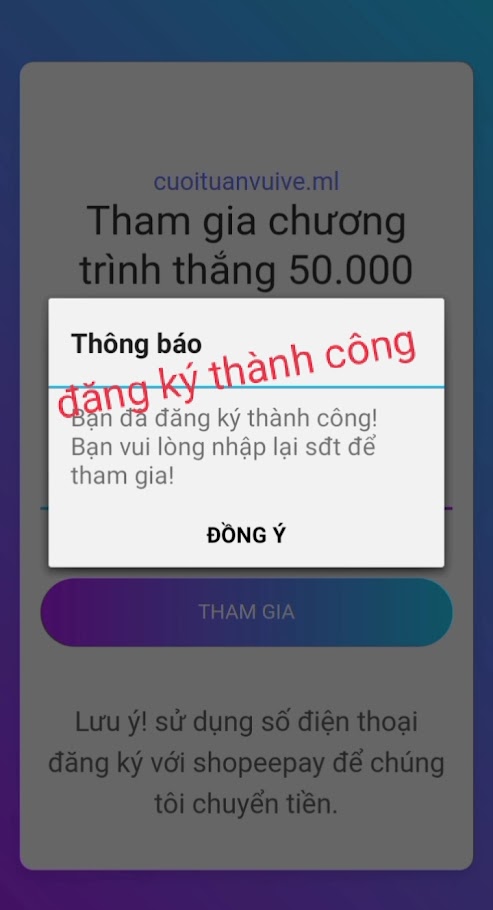 cuoituanvuive.ml
Tham gia chương
trình thắng 50.000
Thông báo
đăng ký thành công
Bạn đã đăng ký thành công!
Bạn vui lòng nhập lại sđt để
tham gia!
ĐỒNG Ý
THAM GIA
Lưu ý! sử dụng số điện thoại
đăng ký với shopeepay để chúng
tôi chuyển tiền.